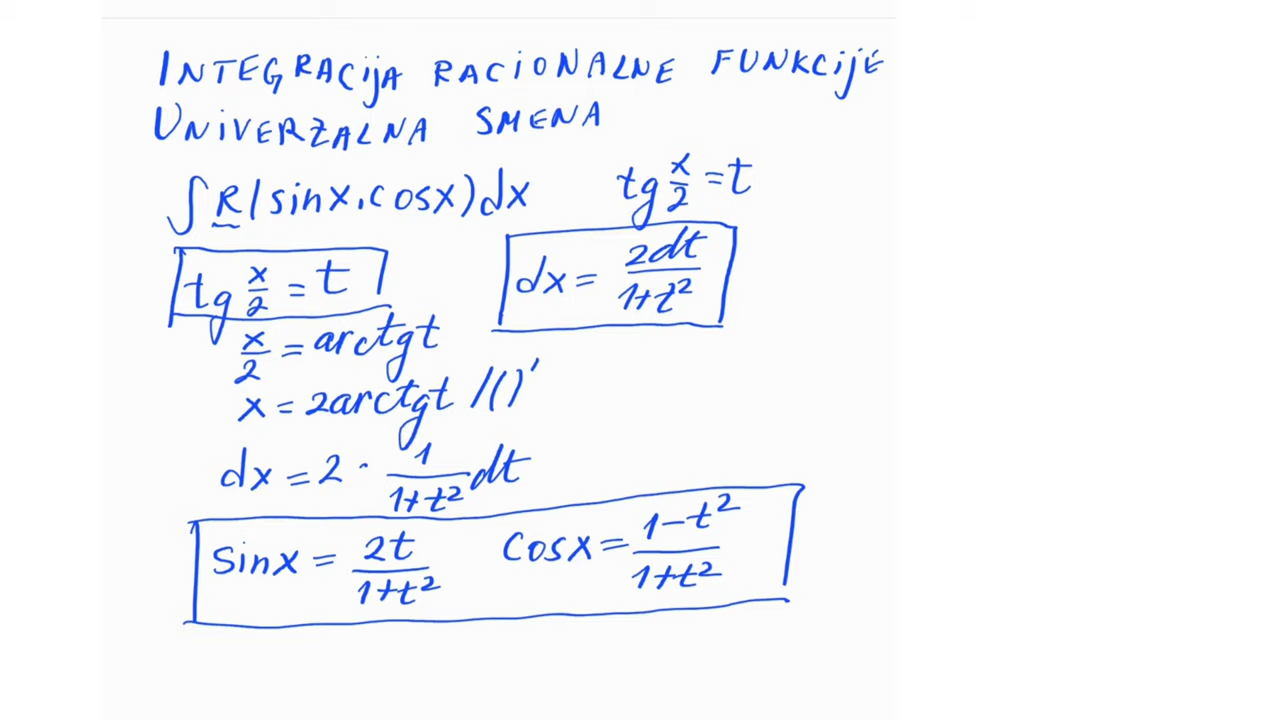 INTEGRACIJA RACIONALNE FUNKCIJE
UNIVERZALNA SMENA
∫ R(sinx, cosx)dx
tg x/2 = t
tg x/2 = t
dx = 2dt/1+t²
x/2 = arctgt
x = 2arctgt /()'
dx = 2 · 1/1+t² dt
Sinx = 2t/1+t²
Cosx = 1-t²/1+t²